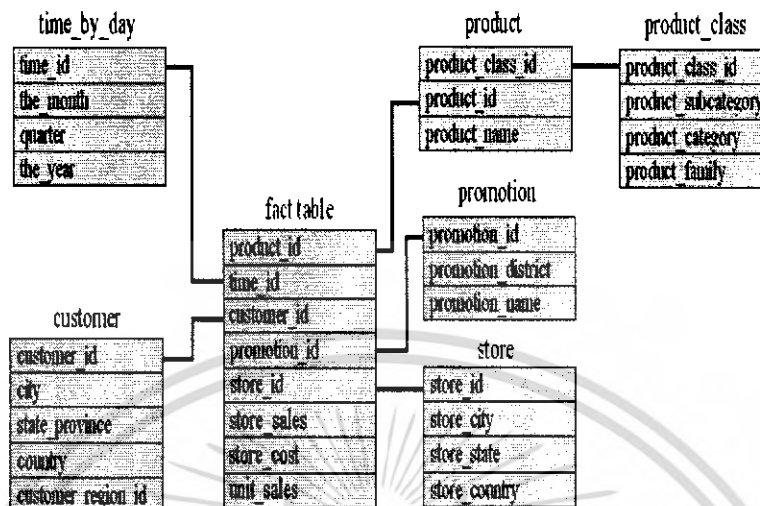 time_by_day
time_id
the_month
quarter
the_year
product
product_class_id
product_id
product_name
product_class
product_class_id
product_subcategory
product_category
product_family
fact table
product_id
time_id
customer_id
promotion_id
store_id
store_sales
store_cost
unit_sales
promotion
promotion_id
promotion_district
promotion_name
customer
customer_id
city
state_province
country
customer_region_id
store
store_id
store_city
store_state
store_country